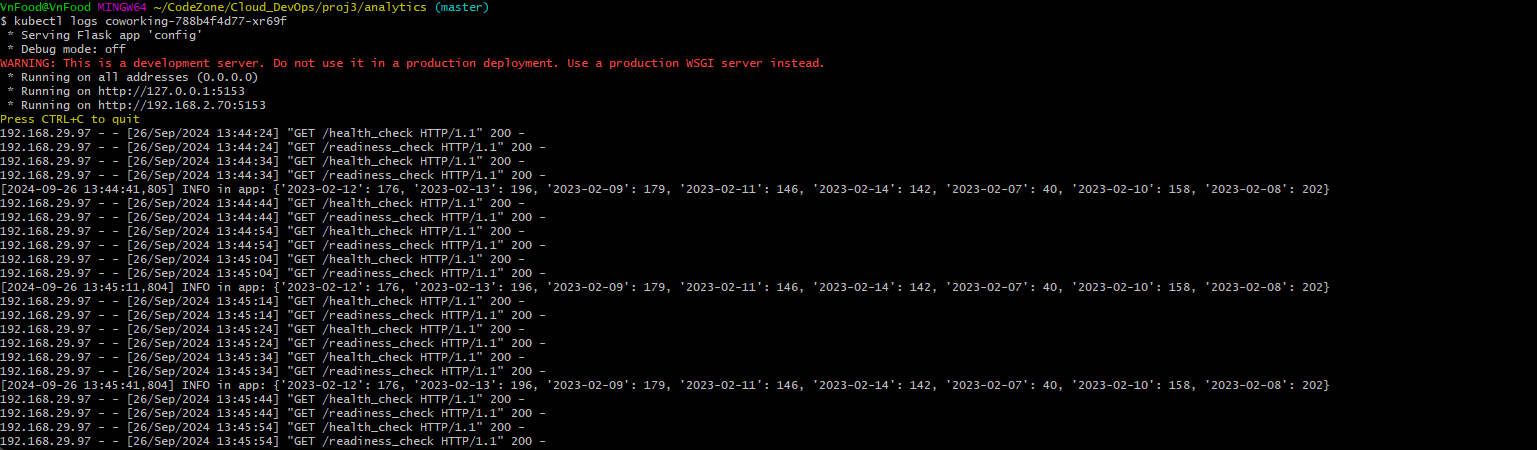 VnFood@VnFood MINGW64 ~/CodeZone/Cloud_DevOps/proj3/analytics (master)
$ kubectl logs coworking-788b4f4d77-xr69f
 * Serving Flask app 'config'
 * Debug mode: off
WARNING: This is a development server. Do not use it in a production deployment. Use a production WSGI server instead.
 * Running on all addresses (0.0.0.0)
 * Running on http://127.0.0.1:5153
 * Running on http://192.168.2.70:5153
Press CTRL+C to quit
192.168.29.97 - - [26/Sep/2024 13:44:24] "GET /health_check HTTP/1.1" 200 -
192.168.29.97 - - [26/Sep/2024 13:44:24] "GET /readiness_check HTTP/1.1" 200 -
192.168.29.97 - - [26/Sep/2024 13:44:34] "GET /health_check HTTP/1.1" 200 -
192.168.29.97 - - [26/Sep/2024 13:44:34] "GET /readiness_check HTTP/1.1" 200 -
[2024-09-26 13:44:41,805] INFO in app: {'2023-02-12': 176, '2023-02-13': 196, '2023-02-09': 179, '2023-02-11': 146, '2023-02-14': 142, '2023-02-07': 40, '2023-02-10': 158, '2023-02-08': 202}
192.168.29.97 - - [26/Sep/2024 13:44:44] "GET /health_check HTTP/1.1" 200 -
192.168.29.97 - - [26/Sep/2024 13:44:44] "GET /readiness_check HTTP/1.1" 200 -
192.168.29.97 - - [26/Sep/2024 13:44:54] "GET /health_check HTTP/1.1" 200 -
192.168.29.97 - - [26/Sep/2024 13:44:54] "GET /readiness_check HTTP/1.1" 200 -
192.168.29.97 - - [26/Sep/2024 13:45:04] "GET /health_check HTTP/1.1" 200 -
192.168.29.97 - - [26/Sep/2024 13:45:04] "GET /readiness_check HTTP/1.1" 200 -
[2024-09-26 13:45:11,804] INFO in app: {'2023-02-12': 176, '2023-02-13': 196, '2023-02-09': 179, '2023-02-11': 146, '2023-02-14': 142, '2023-02-07': 40, '2023-02-10': 158, '2023-02-08': 202}
192.168.29.97 - - [26/Sep/2024 13:45:14] "GET /health_check HTTP/1.1" 200 -
192.168.29.97 - - [26/Sep/2024 13:45:14] "GET /readiness_check HTTP/1.1" 200 -
192.168.29.97 - - [26/Sep/2024 13:45:24] "GET /health_check HTTP/1.1" 200 -
192.168.29.97 - - [26/Sep/2024 13:45:24] "GET /readiness_check HTTP/1.1" 200 -
192.168.29.97 - - [26/Sep/2024 13:45:34] "GET /health_check HTTP/1.1" 200 -
192.168.29.97 - - [26/Sep/2024 13:45:34] "GET /readiness_check HTTP/1.1" 200 -
[2024-09-26 13:45:41,804] INFO in app: {'2023-02-12': 176, '2023-02-13': 196, '2023-02-09': 179, '2023-02-11': 146, '2023-02-14': 142, '2023-02-07': 40, '2023-02-10': 158, '2023-02-08': 202}
192.168.29.97 - - [26/Sep/2024 13:45:44] "GET /health_check HTTP/1.1" 200 -
192.168.29.97 - - [26/Sep/2024 13:45:44] "GET /readiness_check HTTP/1.1" 200 -
192.168.29.97 - - [26/Sep/2024 13:45:54] "GET /health_check HTTP/1.1" 200 -
192.168.29.97 - - [26/Sep/2024 13:45:54] "GET /readiness_check HTTP/1.1" 200 -